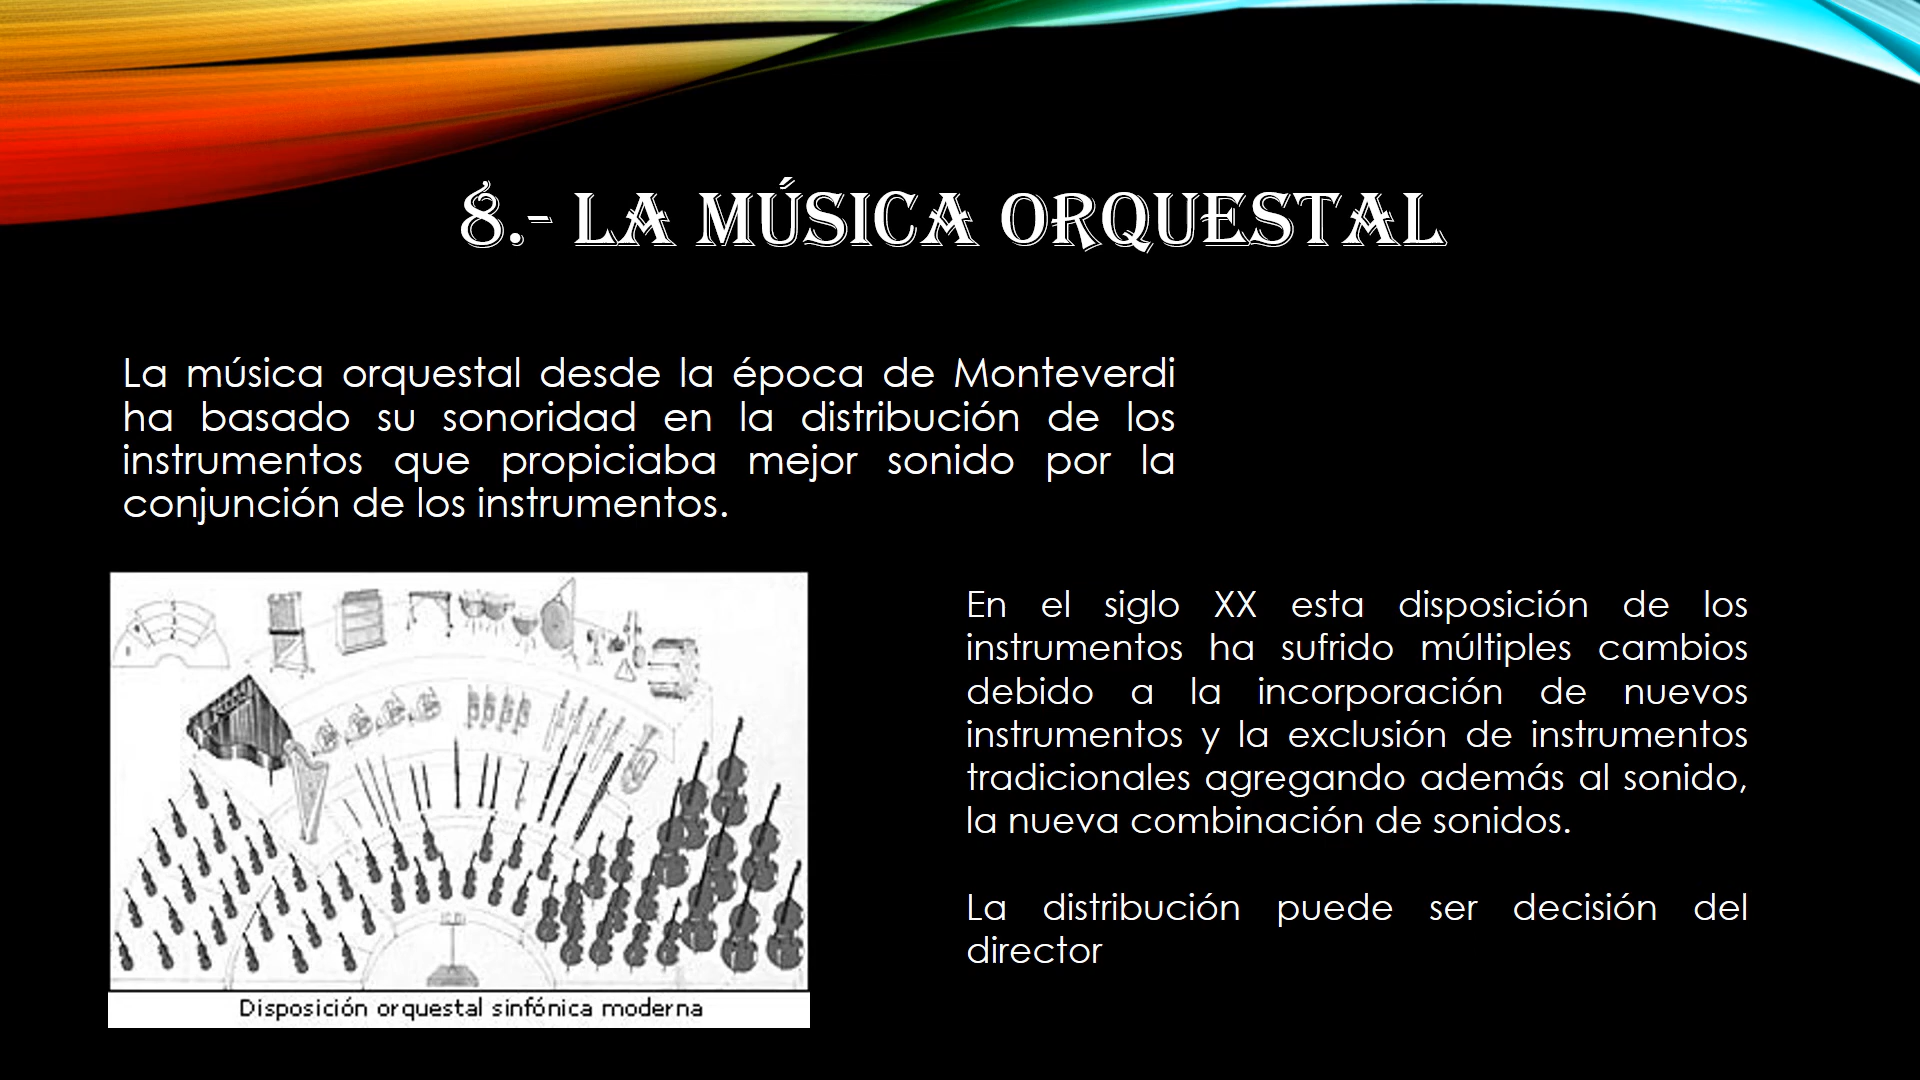 8.- LA MÚSICA ORQUESTAL
La música orquestal desde la época de Monteverdi
ha basado su sonoridad en la distribución de los
instrumentos que propiciaba mejor sonido por la
conjunción de los instrumentos.
En el siglo XX esta disposición de los
instrumentos ha sufrido múltiples cambios
debido a la incorporación de nuevos
instrumentos y la exclusión de instrumentos
tradicionales agregando además al sonido,
la nueva combinación de sonidos.
La distribución puede ser decisión del
director
Disposición orquestal sinfónica moderna